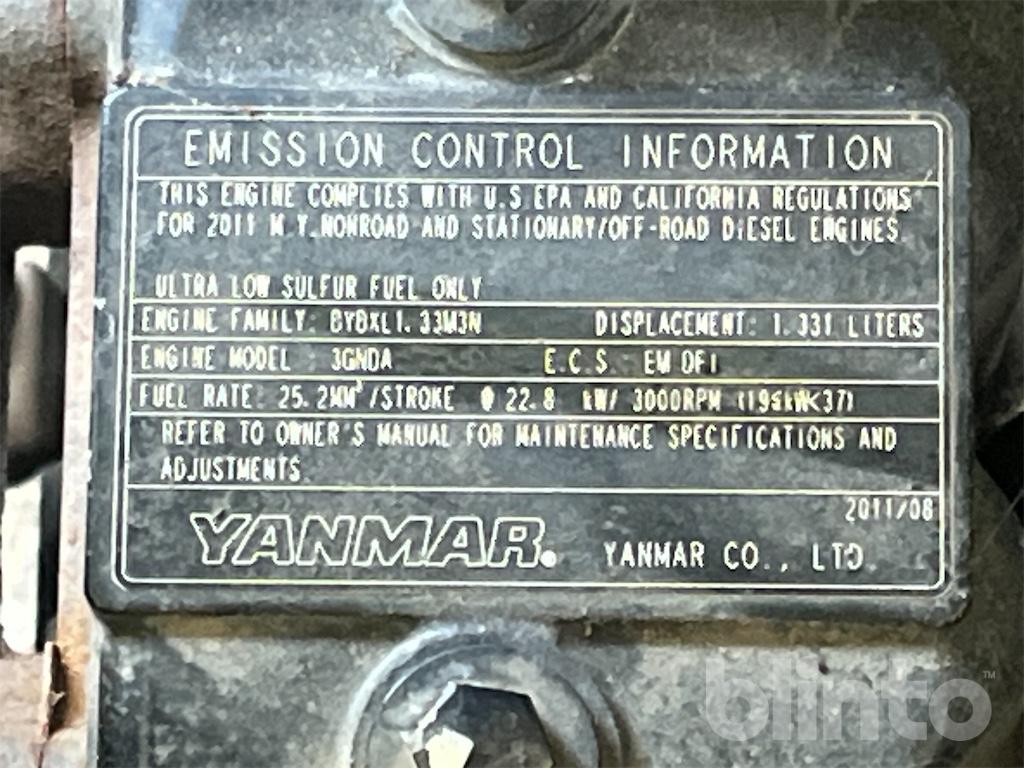 EMISSION CONTROL INFORMATION
THIS ENGINE COMPLIES WITH U.S EPA AND CALIFORNIA REGULATIONS
FOR 2011 M.Y.NONROAD AND STATIONARY/OFF-ROAD DIESEL ENGINES.
ULTRA LOW SULFUR FUEL ONLY
ENGINE FAMILY: BYDXL1.33M3N DISPLACEMENT: 1.331 LITERS
ENGINE MODEL : 3GNDA E.C.S : EM DFI
FUEL RATE: 25.2MM³/STROKE @ 22.8 kW/ 3000RPM (19≤kW<37)
REFER TO OWNER'S MANUAL FOR MAINTENANCE SPECIFICATIONS AND
ADJUSTMENTS.
2011/08
YANMAR. YANMAR CO., LTD.
blinto™